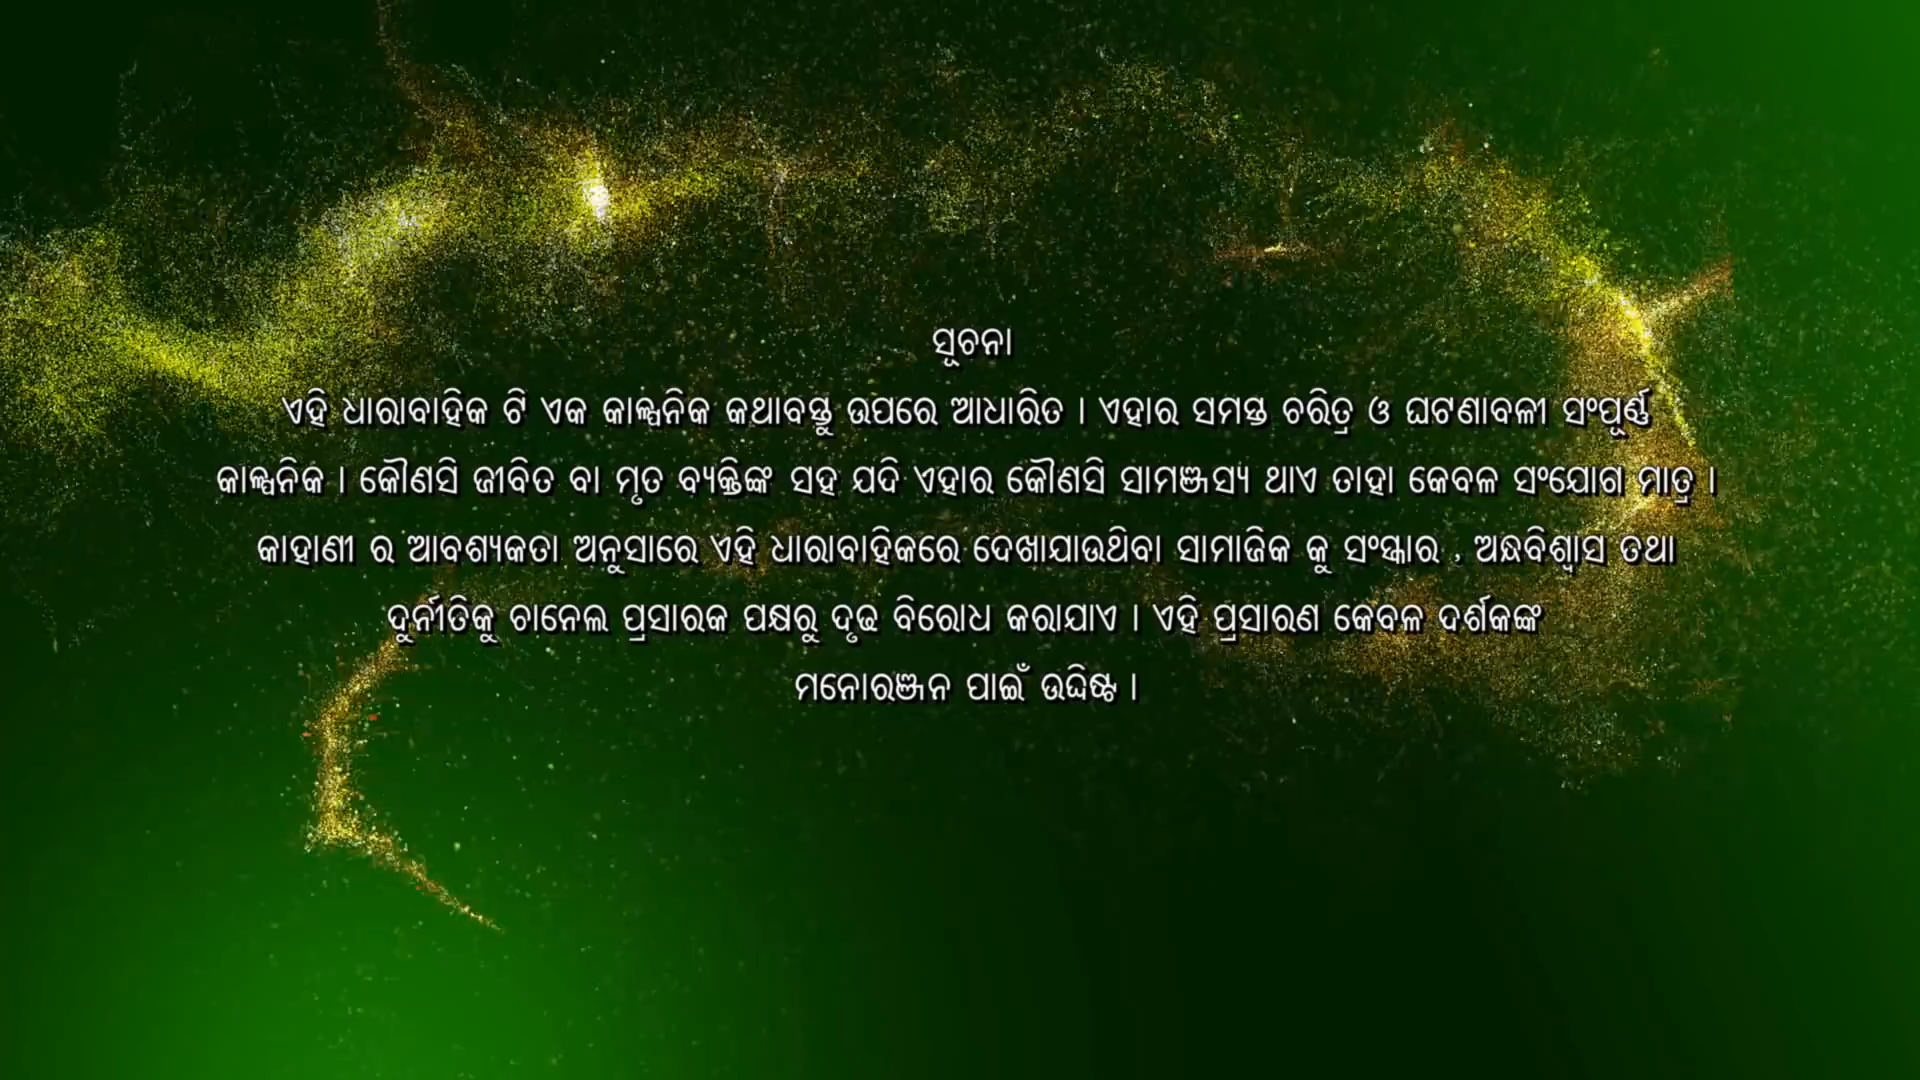 ସୂଚନା
ଏହି ଧାରାବାହିକ ଟି ଏକ କାଳ୍ପନିକ କଥାବସ୍ତୁ ଉପରେ ଆଧାରିତ । ଏହାର ସମସ୍ତ ଚରିତ୍ର ଓ ଘଟଣାବଳୀ ସଂପୂର୍ଣ୍ଣ
କାଳ୍ପନିକ । କୌଣସି ଜୀବିତ ବା ମୃତ ବ୍ୟକ୍ତିଙ୍କ ସହ ଯଦି ଏହାର କୌଣସି ସାମଞ୍ଜସ୍ୟ ଥାଏ ତାହା କେବଳ ସଂଯୋଗ ମାତ୍ର ।
କାହାଣୀ ର ଆବଶ୍ୟକତା ଅନୁସାରେ ଏହି ଧାରାବାହିକରେ ଦେଖାଯାଉଥିବା ସାମାଜିକ କୁ ସଂସ୍କାର , ଅନ୍ଧବିଶ୍ୱାସ ତଥା
ଦୁର୍ନୀତିକୁ ଚାନେଲ ପ୍ରସାରକ ପକ୍ଷରୁ ଦୃଢ ବିରୋଧ କରାଯାଏ । ଏହି ପ୍ରସାରଣ କେବଳ ଦର୍ଶକଙ୍କ
ମନୋରଞ୍ଜନ ପାଇଁ ଉଦ୍ଦିଷ୍ଟ ।